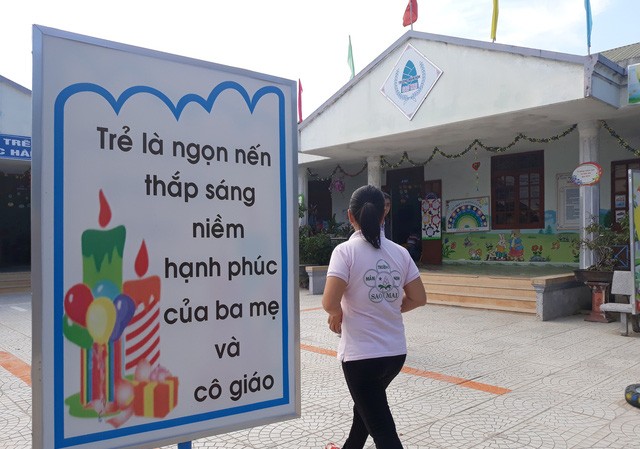 Trẻ là ngọn nến
thắp sáng
niềm
hạnh phúc
của ba mẹ
và
cô giáo
SAO MAI